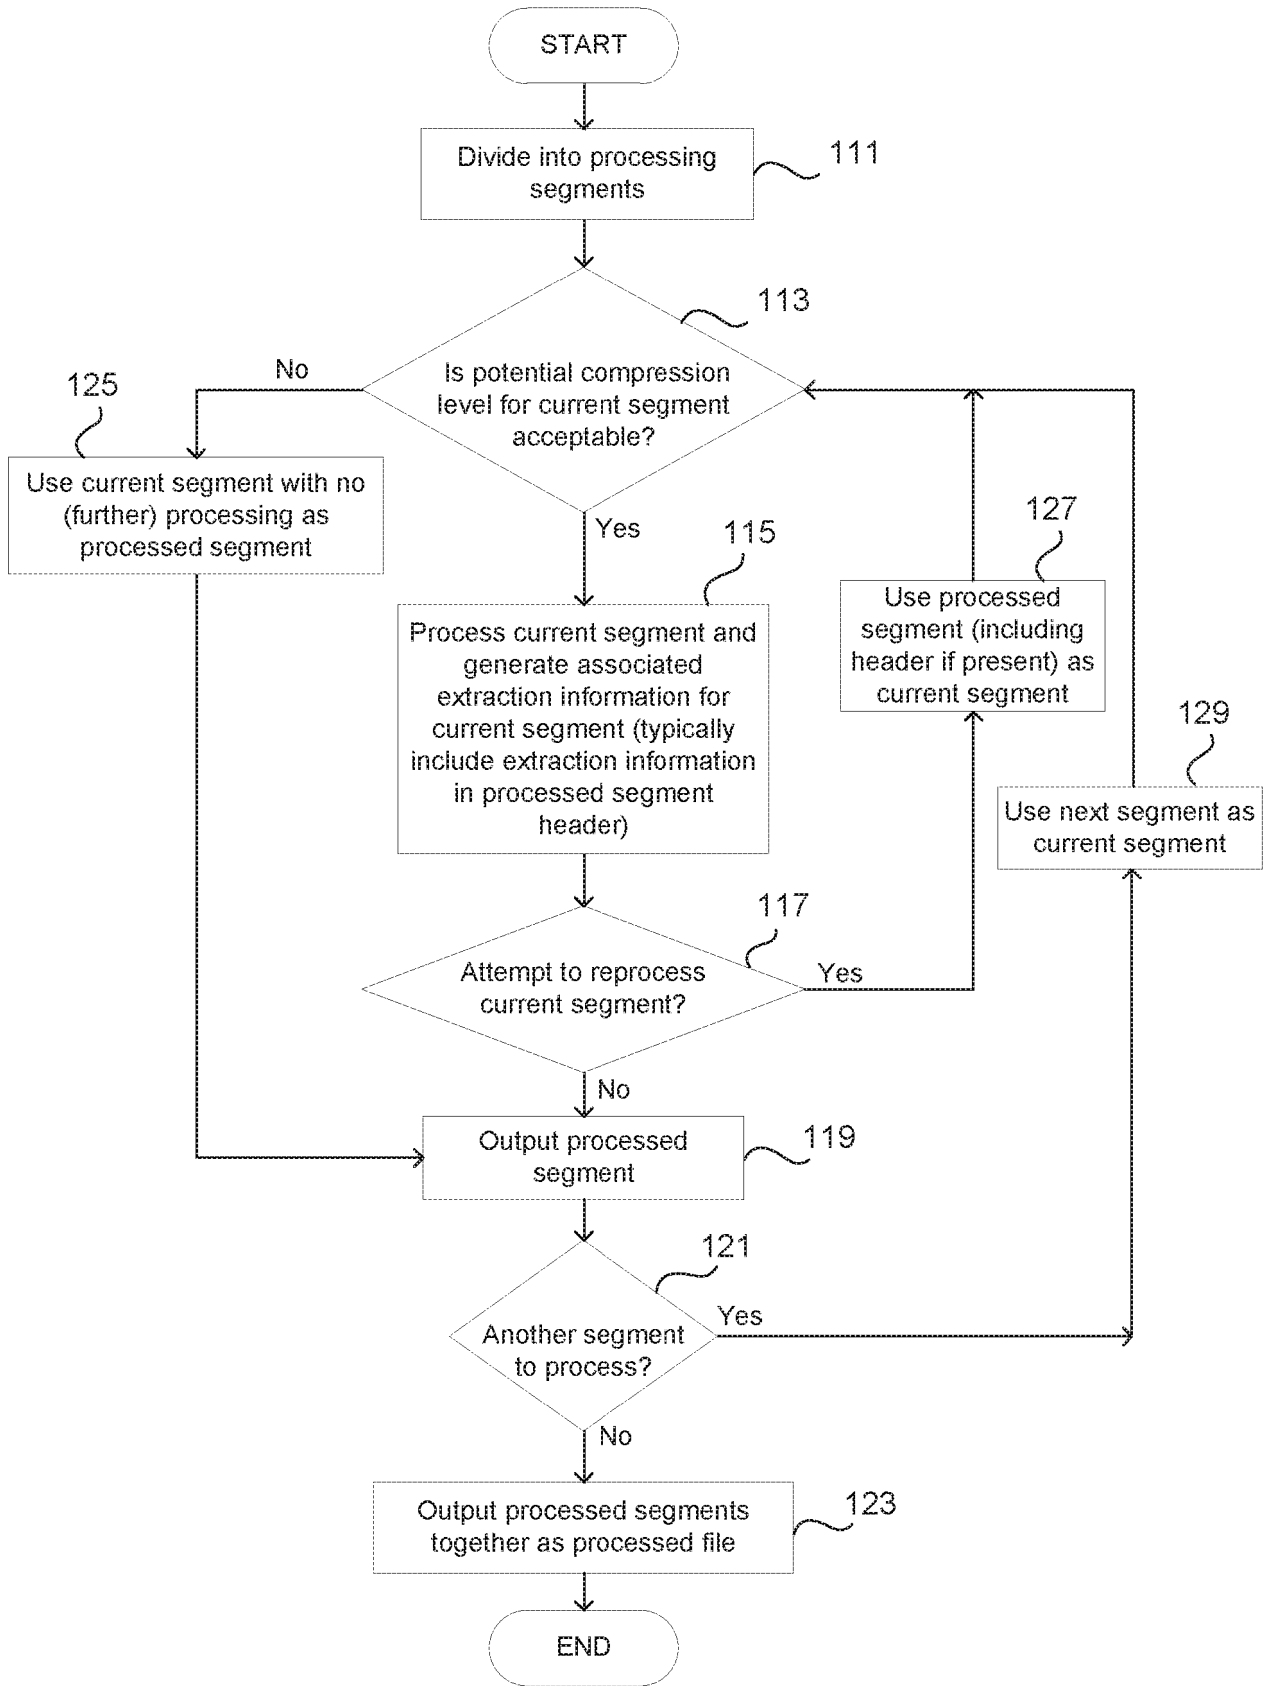 START
Divide into processing
segments
111
113
Is potential compression
level for current segment
acceptable?
No
125
Use current segment with no
(further) processing as
processed segment
Yes
115
Process current segment and
generate associated
extraction information for
current segment (typically
include extraction information
in processed segment
header)
127
Use processed
segment (including
header if present) as
current segment
129
Use next segment as
current segment
117
Attempt to reprocess
current segment?
Yes
No
Output processed
segment
119
121
Another segment
to process?
Yes
No
Output processed segments
together as processed file
123
END